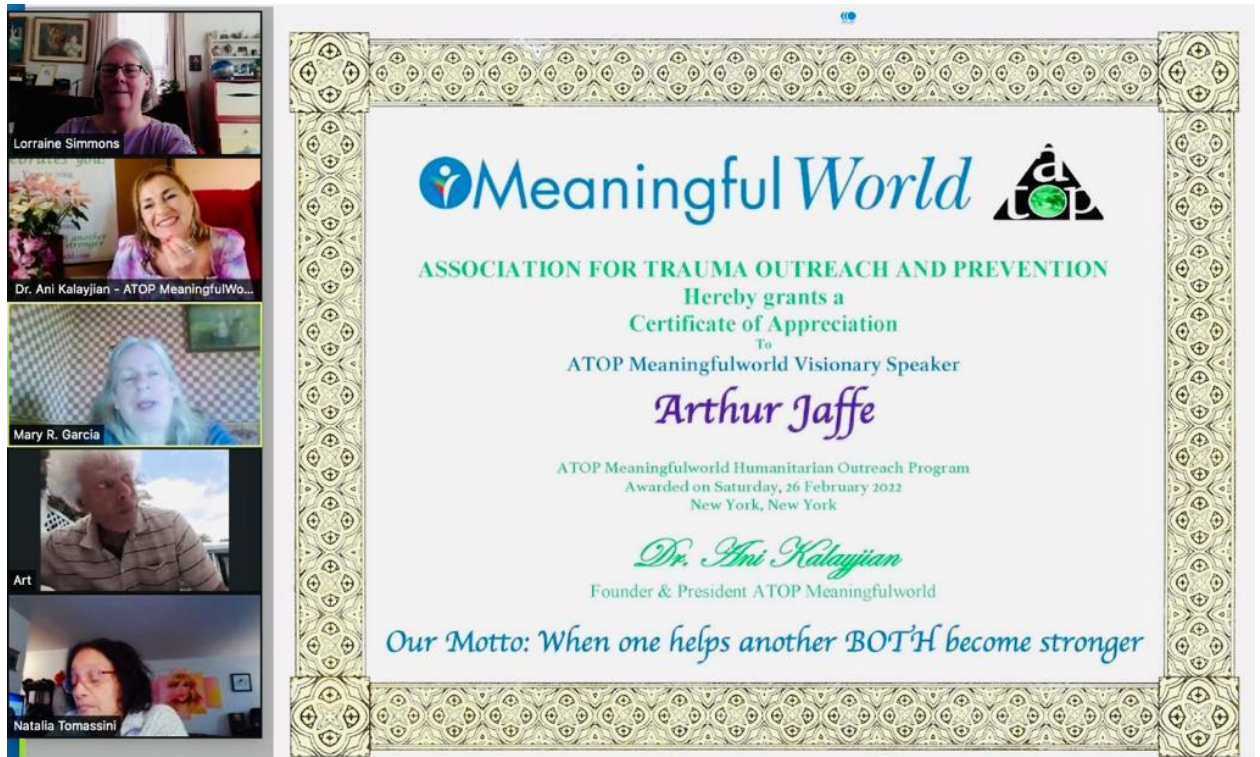 Lorraine Simmons
Dr. Ani Kalayjian - ATOP MeaningfulWo...
Mary R. Garcia
Art
Natalia Tomassini
Meaningful World
atop
ASSOCIATION FOR TRAUMA OUTREACH AND PREVENTION
Hereby grants a
Certificate of Appreciation
To
ATOP Meaningfulworld Visionary Speaker
Arthur Jaffe
ATOP Meaningfulworld Humanitarian Outreach Program
Awarded on Saturday, 26 February 2022
New York, New York
Dr. Ani Kalayjian
Founder & President ATOP Meaningfulworld
Our Motto: When one helps another BOTH become stronger